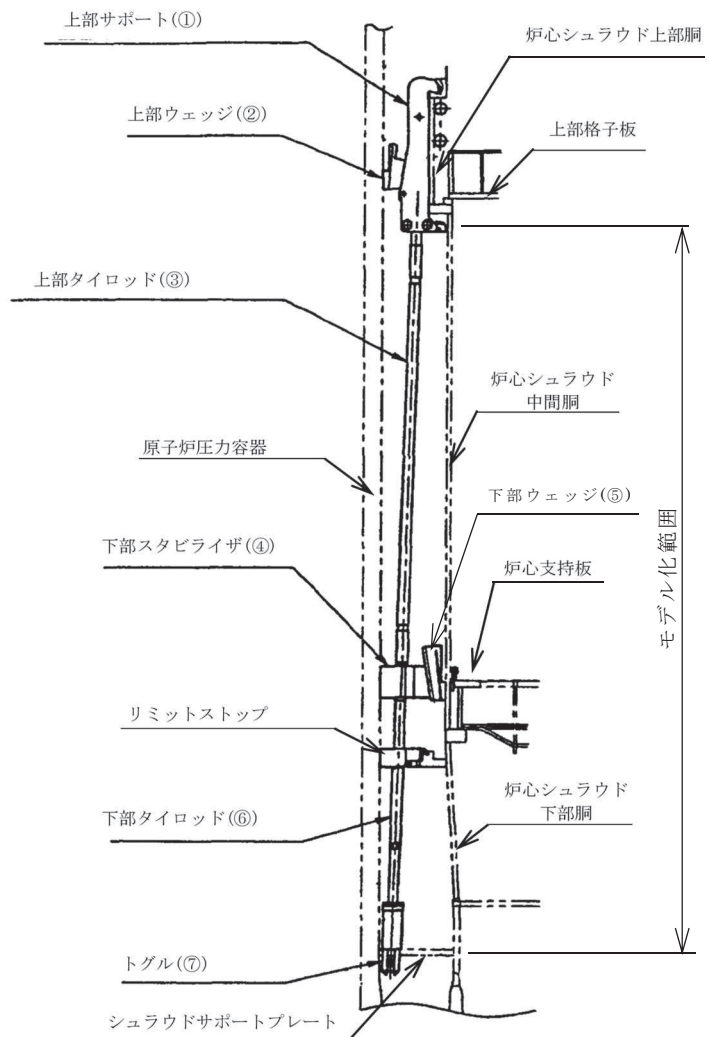 上部サポート(①)
炉心シュラウド上部胴
上部ウェッジ(②)
上部格子板
上部タイロッド(③)
炉心シュラウド
中間胴
原子炉圧力容器
下部ウェッジ(⑤)
モデル化範囲
下部スタビライザ(④)
炉心支持板
リミットストップ
炉心シュラウド
下部胴
下部タイロッド(⑥)
トグル(⑦)
シュラウドサポートプレート